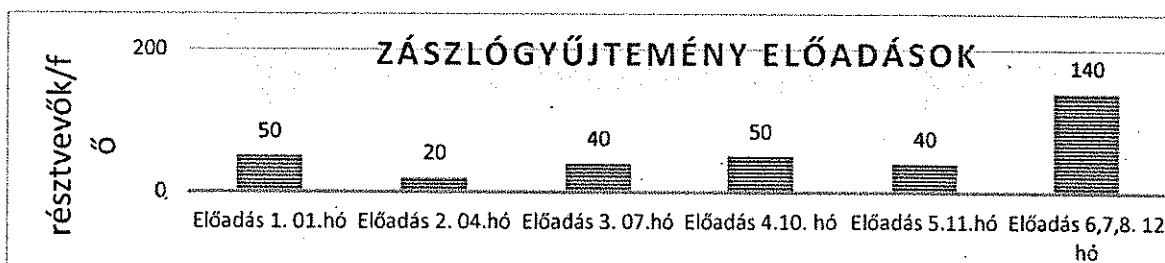 ZÁSZLÓGYŰJTEMÉNY ELŐADÁSOK
résztvevők/f
ő
200
0
50
20
40
50
40
140
Előadás 1. 01.hó
Előadás 2. 04.hó
Előadás 3. 07.hó
Előadás 4.10. hó
Előadás 5.11.hó
Előadás 6,7,8. 12
hó